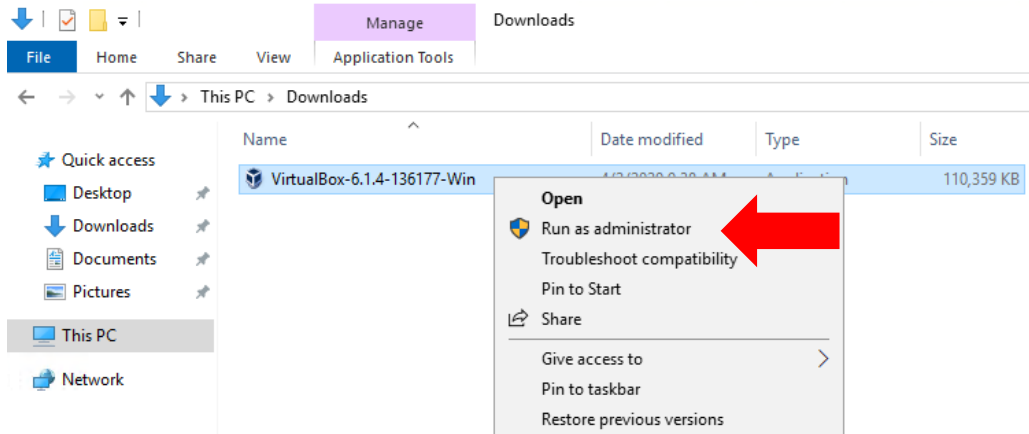 Manage
Downloads
File
Home
Share
View
Application Tools
This PC > Downloads
Name
Date modified
Type
Size
Quick access
Desktop
Downloads
Documents
Pictures
This PC
Network
VirtualBox-6.1.4-136177-Win
110,359 KB
Open
Run as administrator
Troubleshoot compatibility
Pin to Start
Share
Give access to
Pin to taskbar
Restore previous versions